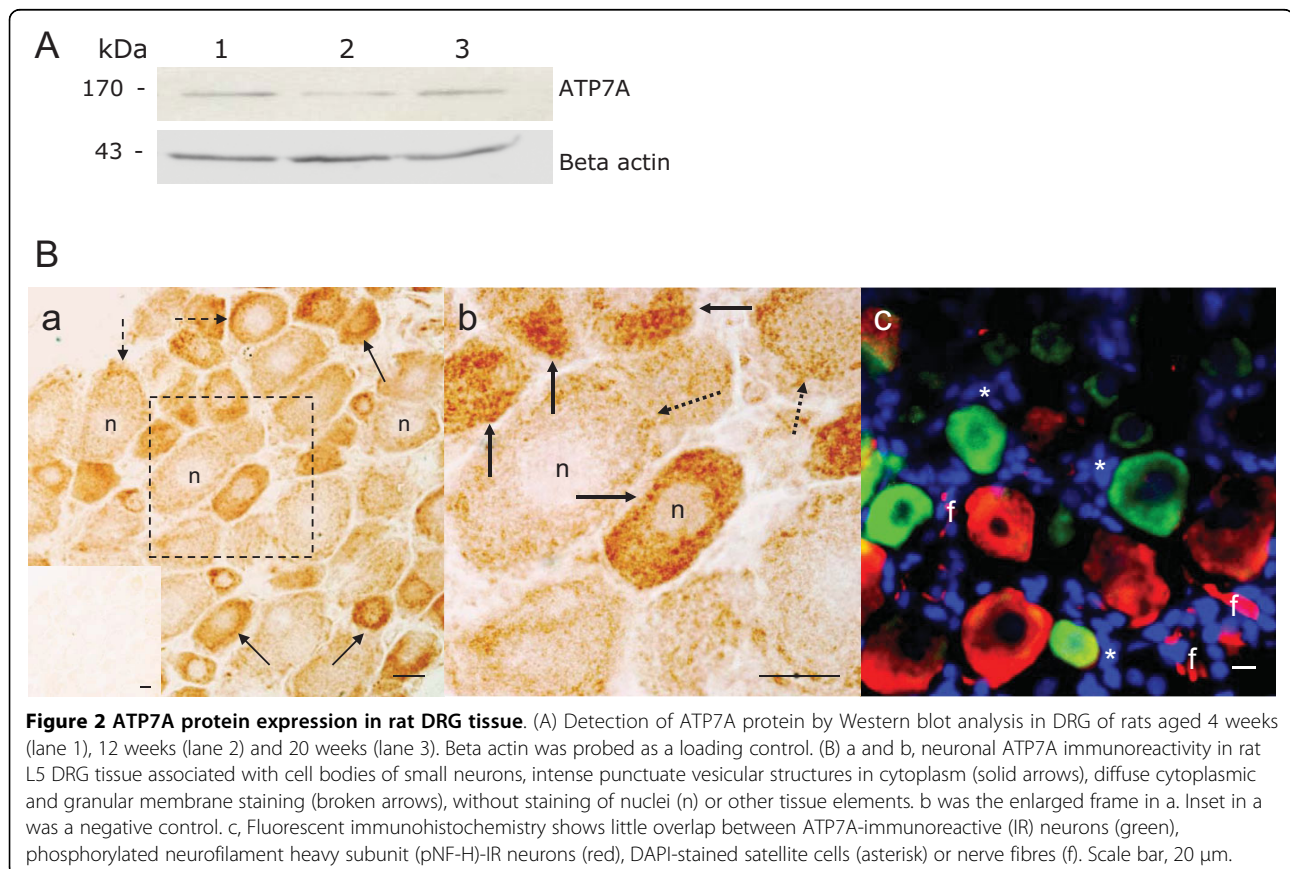 A
kDa 1 2 3
170 - ATP7A
43 - Beta actin
B
a b c
n n n n n
* * *
f f f
Figure 2 ATP7A protein expression in rat DRG tissue. (A) Detection of ATP7A protein by Western blot analysis in DRG of rats aged 4 weeks
(lane 1), 12 weeks (lane 2) and 20 weeks (lane 3). Beta actin was probed as a loading control. (B) a and b, neuronal ATP7A immunoreactivity in rat
L5 DRG tissue associated with cell bodies of small neurons, intense punctuate vesicular structures in cytoplasm (solid arrows), diffuse cytoplasmic
and granular membrane staining (broken arrows), without staining of nuclei (n) or other tissue elements. b was the enlarged frame in a. Inset in a
was a negative control. c, Fluorescent immunohistochemistry shows little overlap between ATP7A-immunoreactive (IR) neurons (green),
phosphorylated neurofilament heavy subunit (pNF-H)-IR neurons (red), DAPI-stained satellite cells (asterisk) or nerve fibres (f). Scale bar, 20 μm.